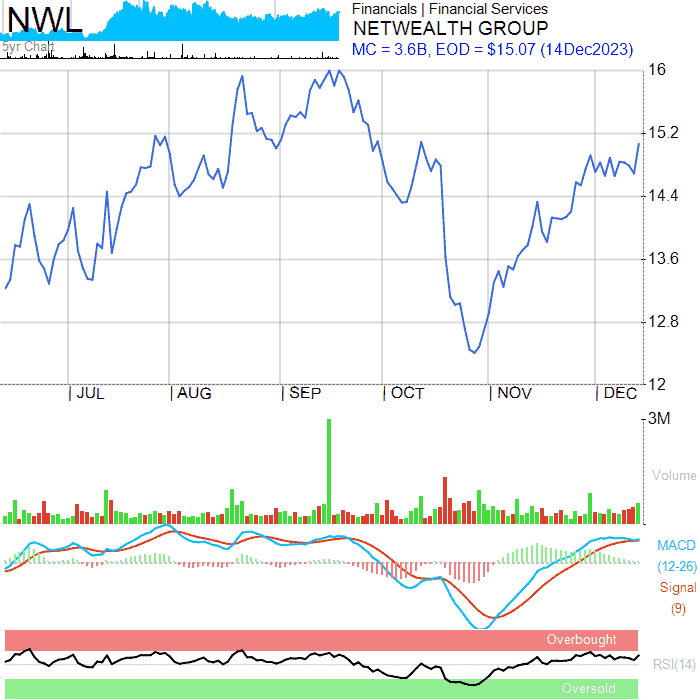 NWL
5yr Chart
Financials | Financial Services
NETWEALTH GROUP
MC = 3.6B, EOD = $15.07 (14Dec2023)
16
15.2
14.4
13.6
12.8
12
JUL AUG SEP OCT NOV DEC
3M
Volume
MACD
(12-26)
Signal
(9)
Overbought
RSI(14)
Oversold